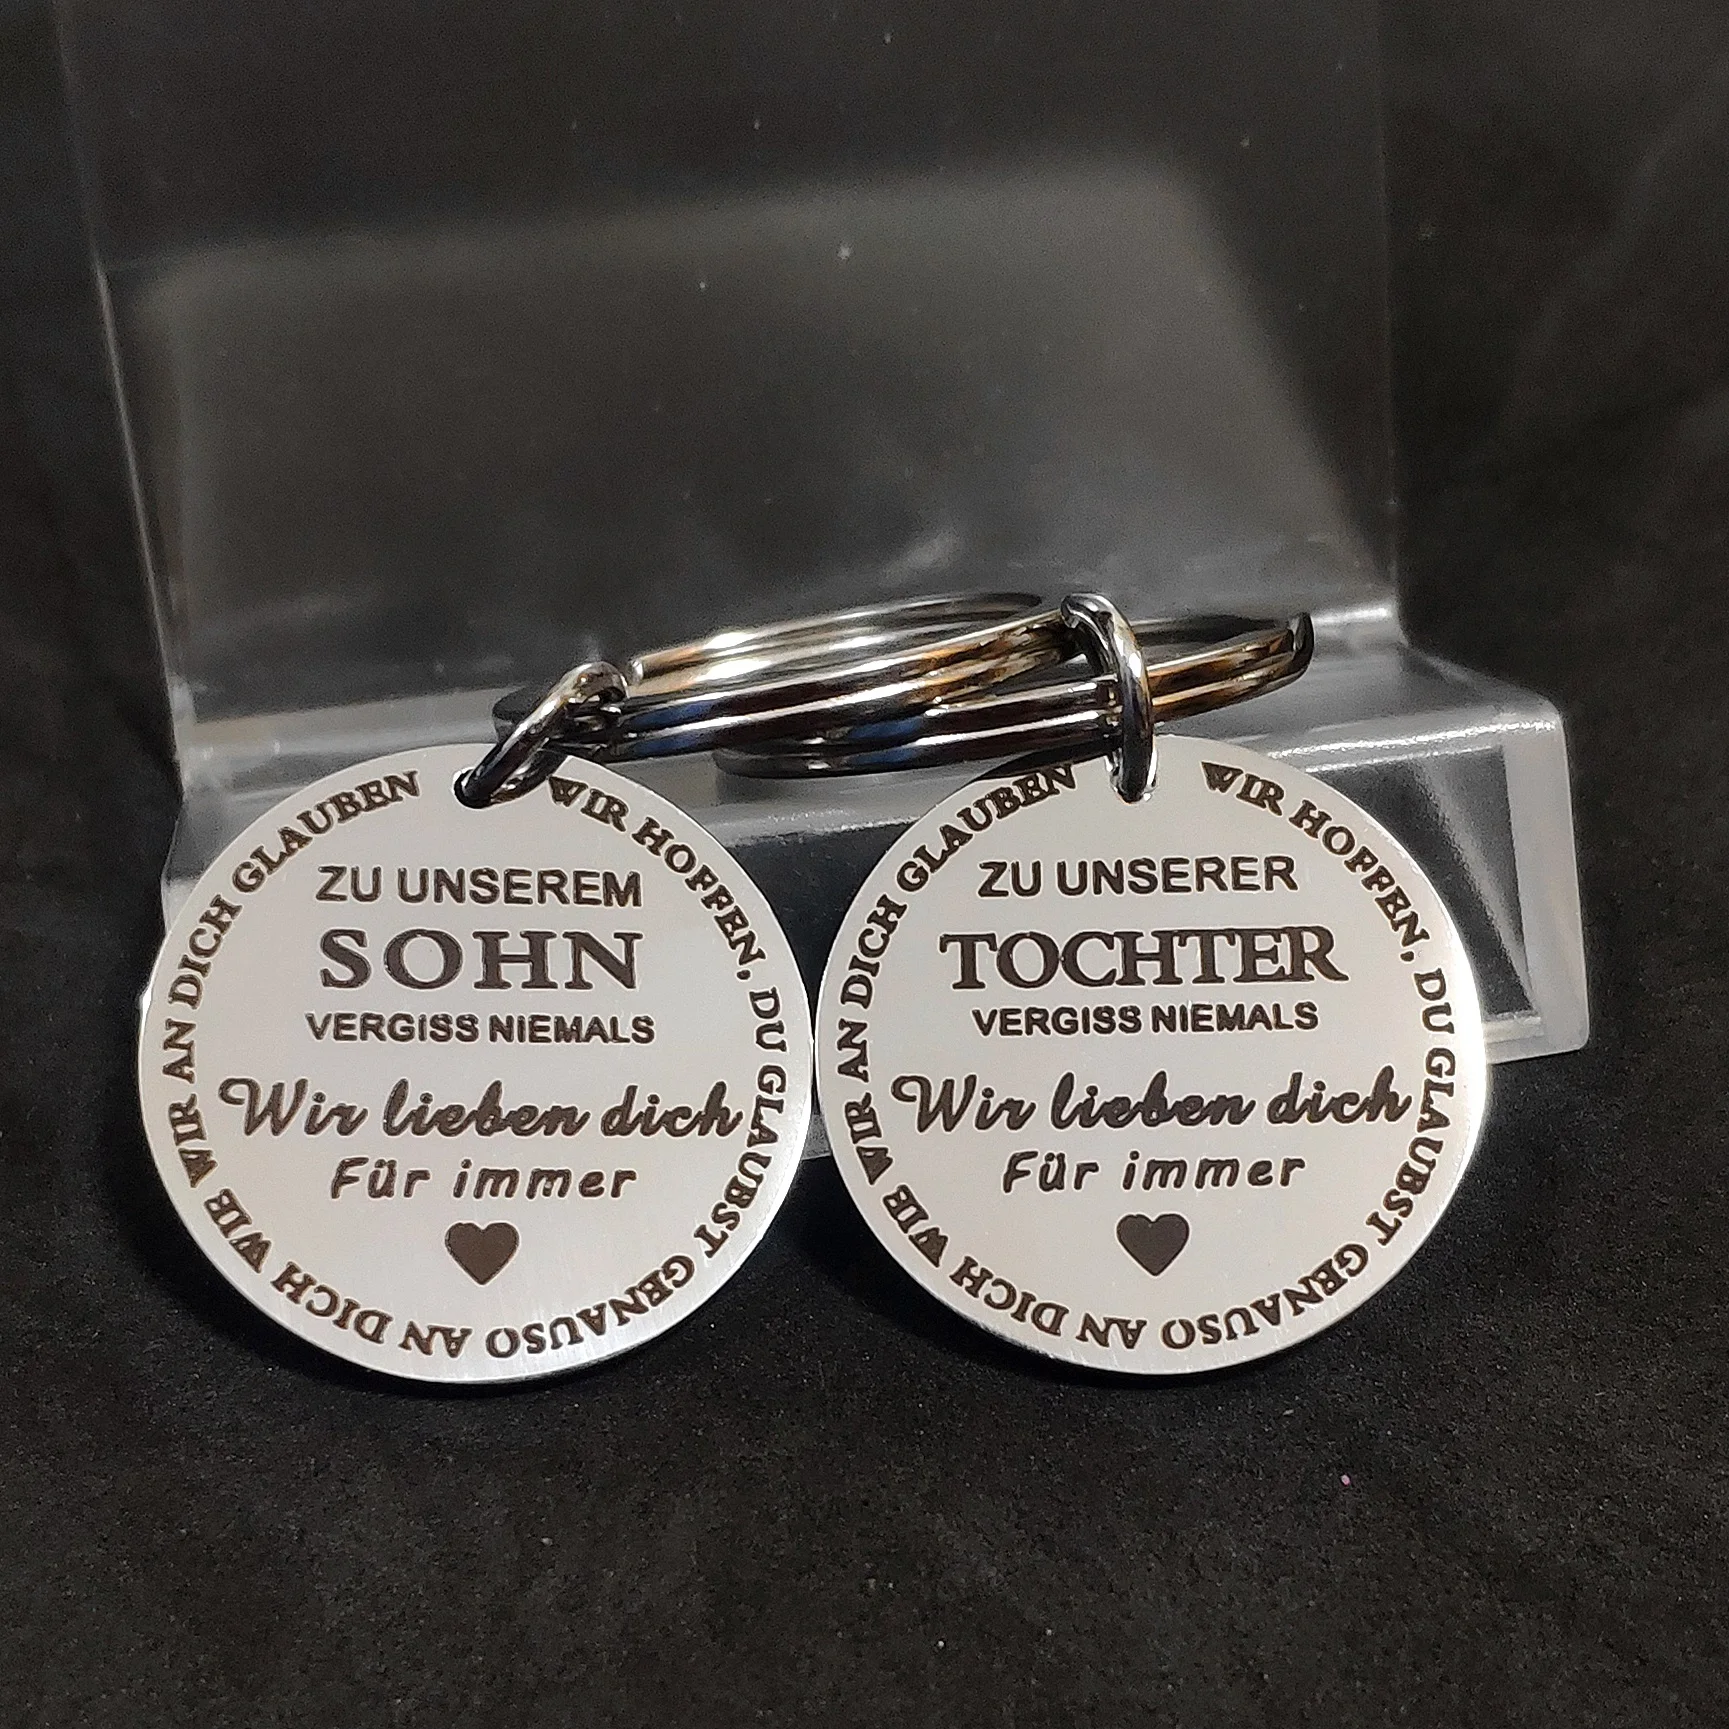 WIR HOFFEN, DU GLAUBST GENAUSO AN DICH WIE WIR AN DICH GLAUBEN
ZU UNSEREM
SOHN
VERGISS NIEMALS
Wir lieben dich
Für immer
WIR HOFFEN, DU GLAUBST GENAUSO AN DICH WIE WIR AN DICH GLAUBEN
ZU UNSERER
TOCHTER
VERGISS NIEMALS
Wir lieben dich
Für immer